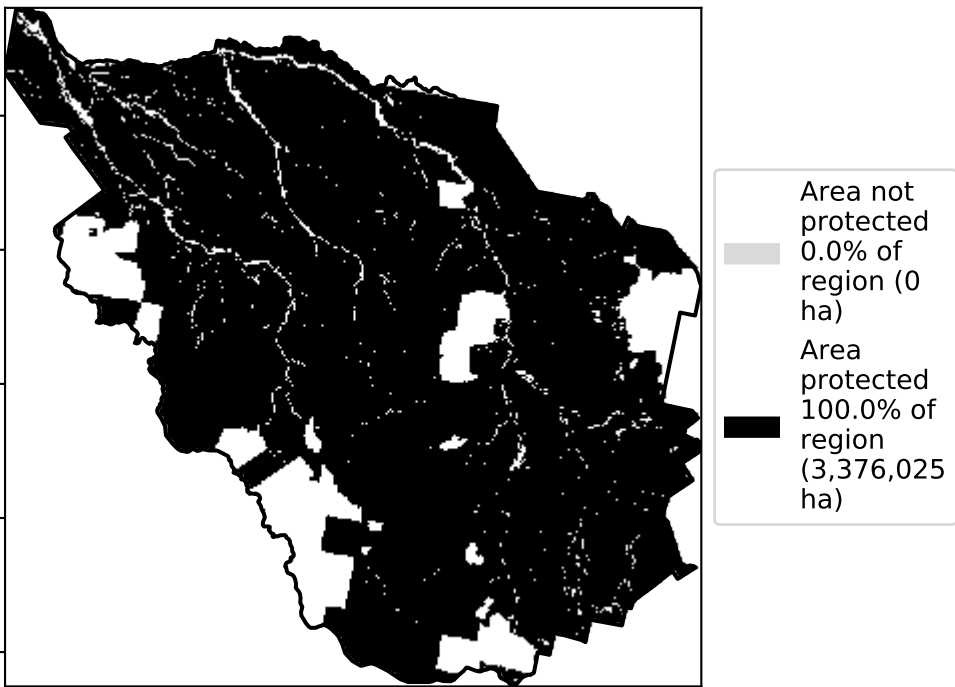 Area not
protected
0.0% of
region (0
ha)
Area
protected
100.0% of
region
(3,376,025
ha)